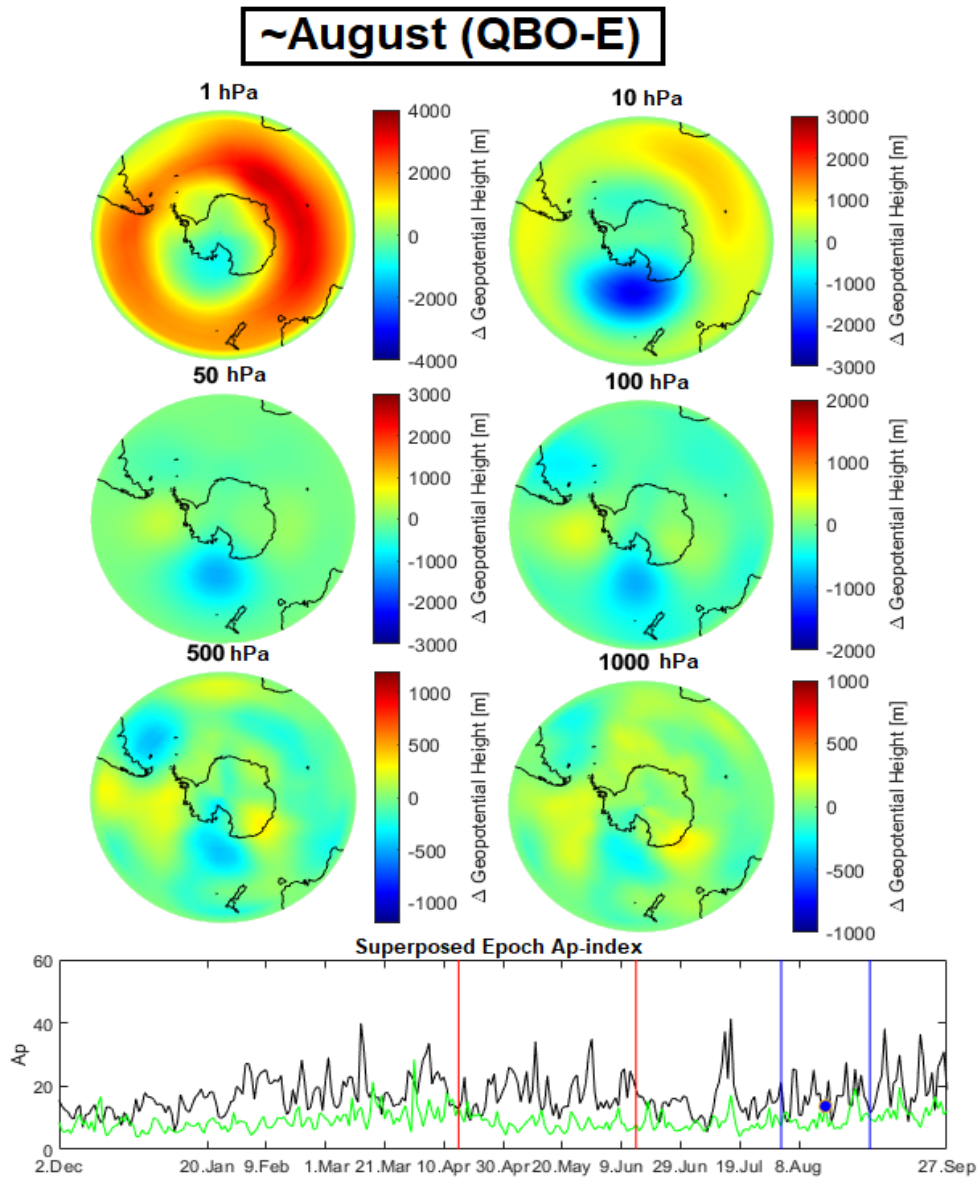 ~August (QBO-E)
1 hPa
10 hPa
4000
2000
0
-2000
-4000
Δ Geopotential Height [m]
3000
2000
1000
0
-1000
-2000
-3000
Δ Geopotential Height [m]
50 hPa
100 hPa
3000
2000
1000
0
-1000
-2000
-3000
Δ Geopotential Height [m]
2000
1000
0
-1000
-2000
Δ Geopotential Height [m]
500 hPa
1000 hPa
1000
500
0
-500
-1000
Δ Geopotential Height [m]
1000
500
0
-500
-1000
Δ Geopotential Height [m]
Superposed Epoch Ap-index
60
40
20
0
Ap
2.Dec 20.Jan 9.Feb 1.Mar 21.Mar 10.Apr 30.Apr 20.May 9.Jun 29.Jun 19.Jul 8.Aug 27.Sep